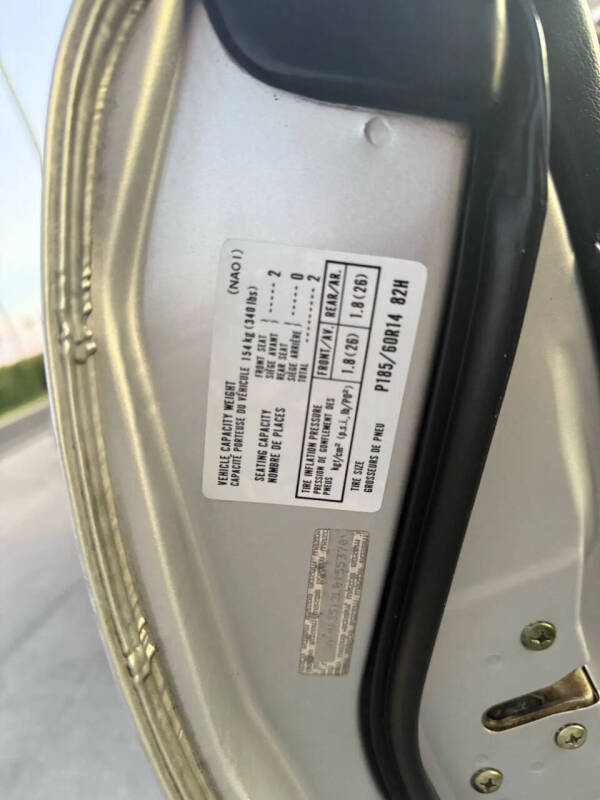 (NA01)
VEHICLE CAPACITY WEIGHT
CAPACITÉ PORTEUSE DU VÉHICULE 154kg(340lbs)
SEATING CAPACITY
NOMBRE DE PLACES
FRONT SEAT
SIÈGE AVANT } ------ 2
REAR SEAT
SIÈGE ARRIÈRE } ---- 0
TOTAL ------------ 2
TIRE INFLATION PRESSURE
PRESSION DE GONFLEMENT DES
PNEUS kg/cm² (p.s.i, lb/PO²)
FRONT/AV. REAR/AR.
1.8(26) 1.8(26)
TIRE SIZE
GROSSEURS DE PNEU
P185/60R14 82H